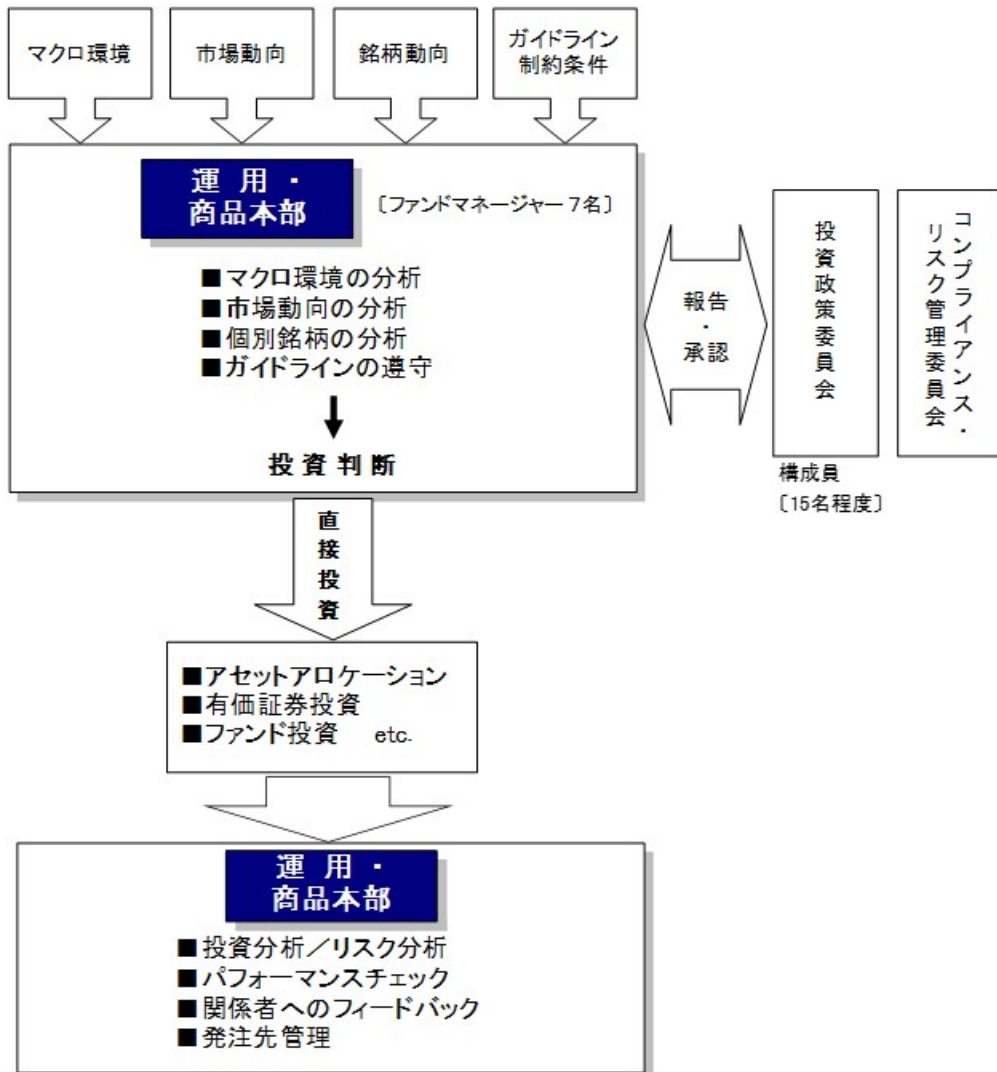 マクロ環境
市場動向
銘柄動向
ガイドライン
制約条件
運 用 ・
商品本部
〔ファンドマネージャー 7名〕
■マクロ環境の分析
■市場動向の分析
■個別銘柄の分析
■ガイドラインの遵守
投資判断
報告
・
承認
投資政策委員会
コンプライアンス・
リスク管理委員会
構成員
〔15名程度〕
直接投資
■アセットアロケーション
■有価証券投資
■ファンド投資 etc.
運 用 ・
商品本部
■投資分析／リスク分析
■パフォーマンスチェック
■関係者へのフィードバック
■発注先管理